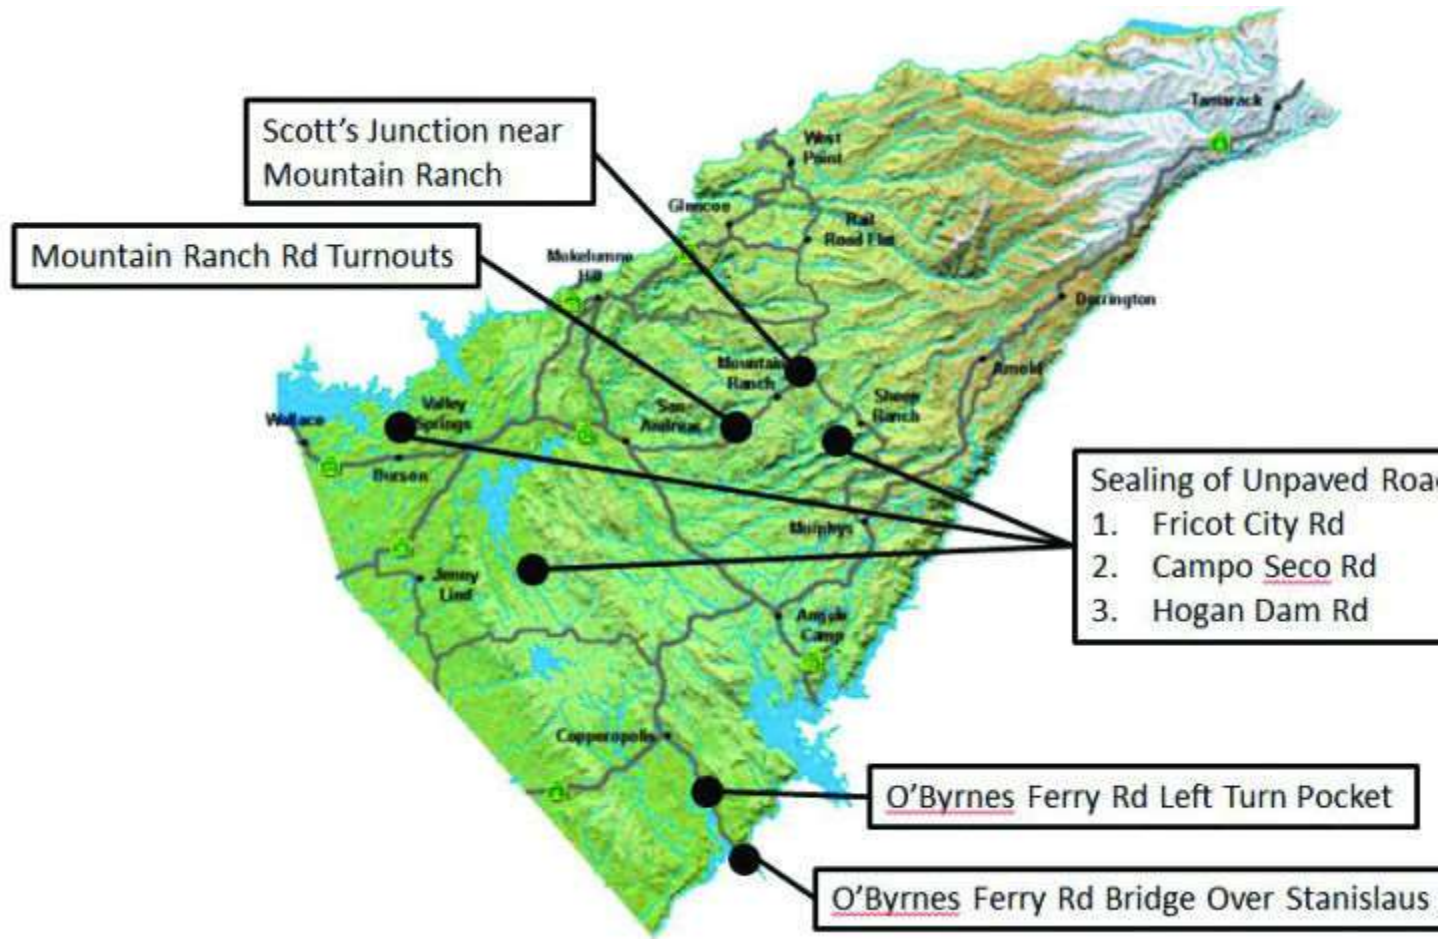 Scott's Junction near
Mountain Ranch
Mountain Ranch Rd Turnouts
Tamarack
West
Point
Glencoe
Rail
Road Flat
Mokelumne
Hill
Dorrington
Arnold
Mountain
Ranch
Sheep
Ranch
San
Andreas
Valley
Springs
Wallace
Burson
Murphys
Jenny
Lind
Angels
Camp
Copperopolis
Sealing of Unpaved Roa
1. Fricot City Rd
2. Campo Seco Rd
3. Hogan Dam Rd
O'Byrnes Ferry Rd Left Turn Pocket
O'Byrnes Ferry Rd Bridge Over Stanislaus